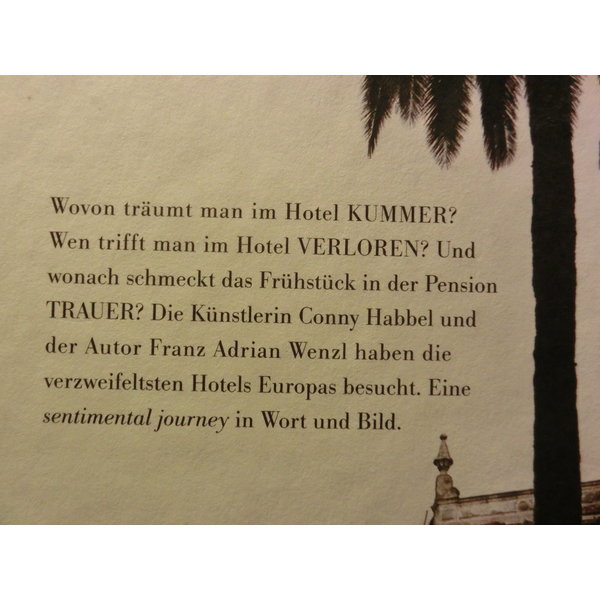 Wovon träumt man im Hotel KUMMER?
Wen trifft man im Hotel VERLOREN? Und
wonach schmeckt das Frühstück in der Pension
TRAUER? Die Künstlerin Conny Habbel und
der Autor Franz Adrian Wenzl haben die
verzweifeltsten Hotels Europas besucht. Eine
sentimental journey in Wort und Bild.